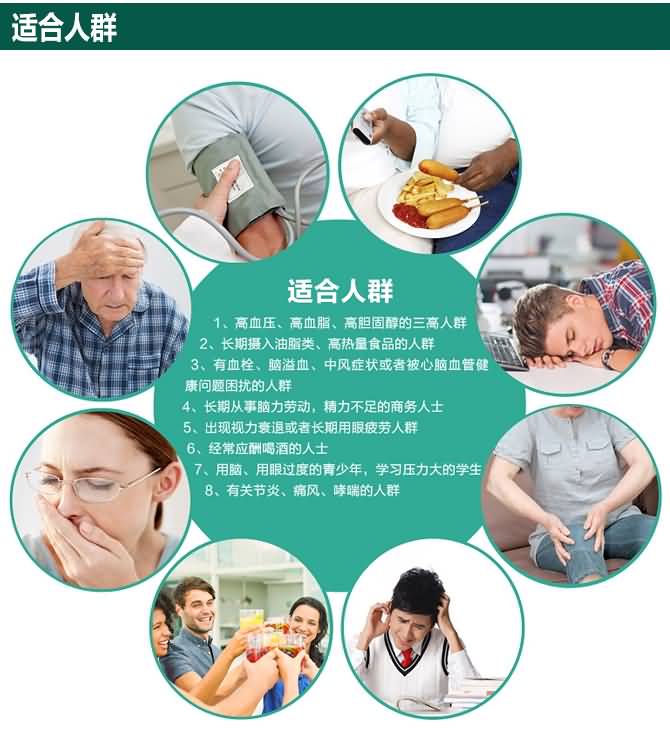 适合人群
适合人群
1、高血压、高血脂、高胆固醇的三高人群
2、长期摄入油脂类、高热量食品的人群
3、有血栓、脑溢血、中风症状或者被心脑血管健
康问题困扰的人群
4、长期从事脑力劳动，精力不足的商务人士
5、出现视力衰退或者长期用眼疲劳人群
6、经常应酬喝酒的人士
7、用脑、用眼过度的青少年，学习压力大的学生
8、有关节炎、痛风、哮喘的人群